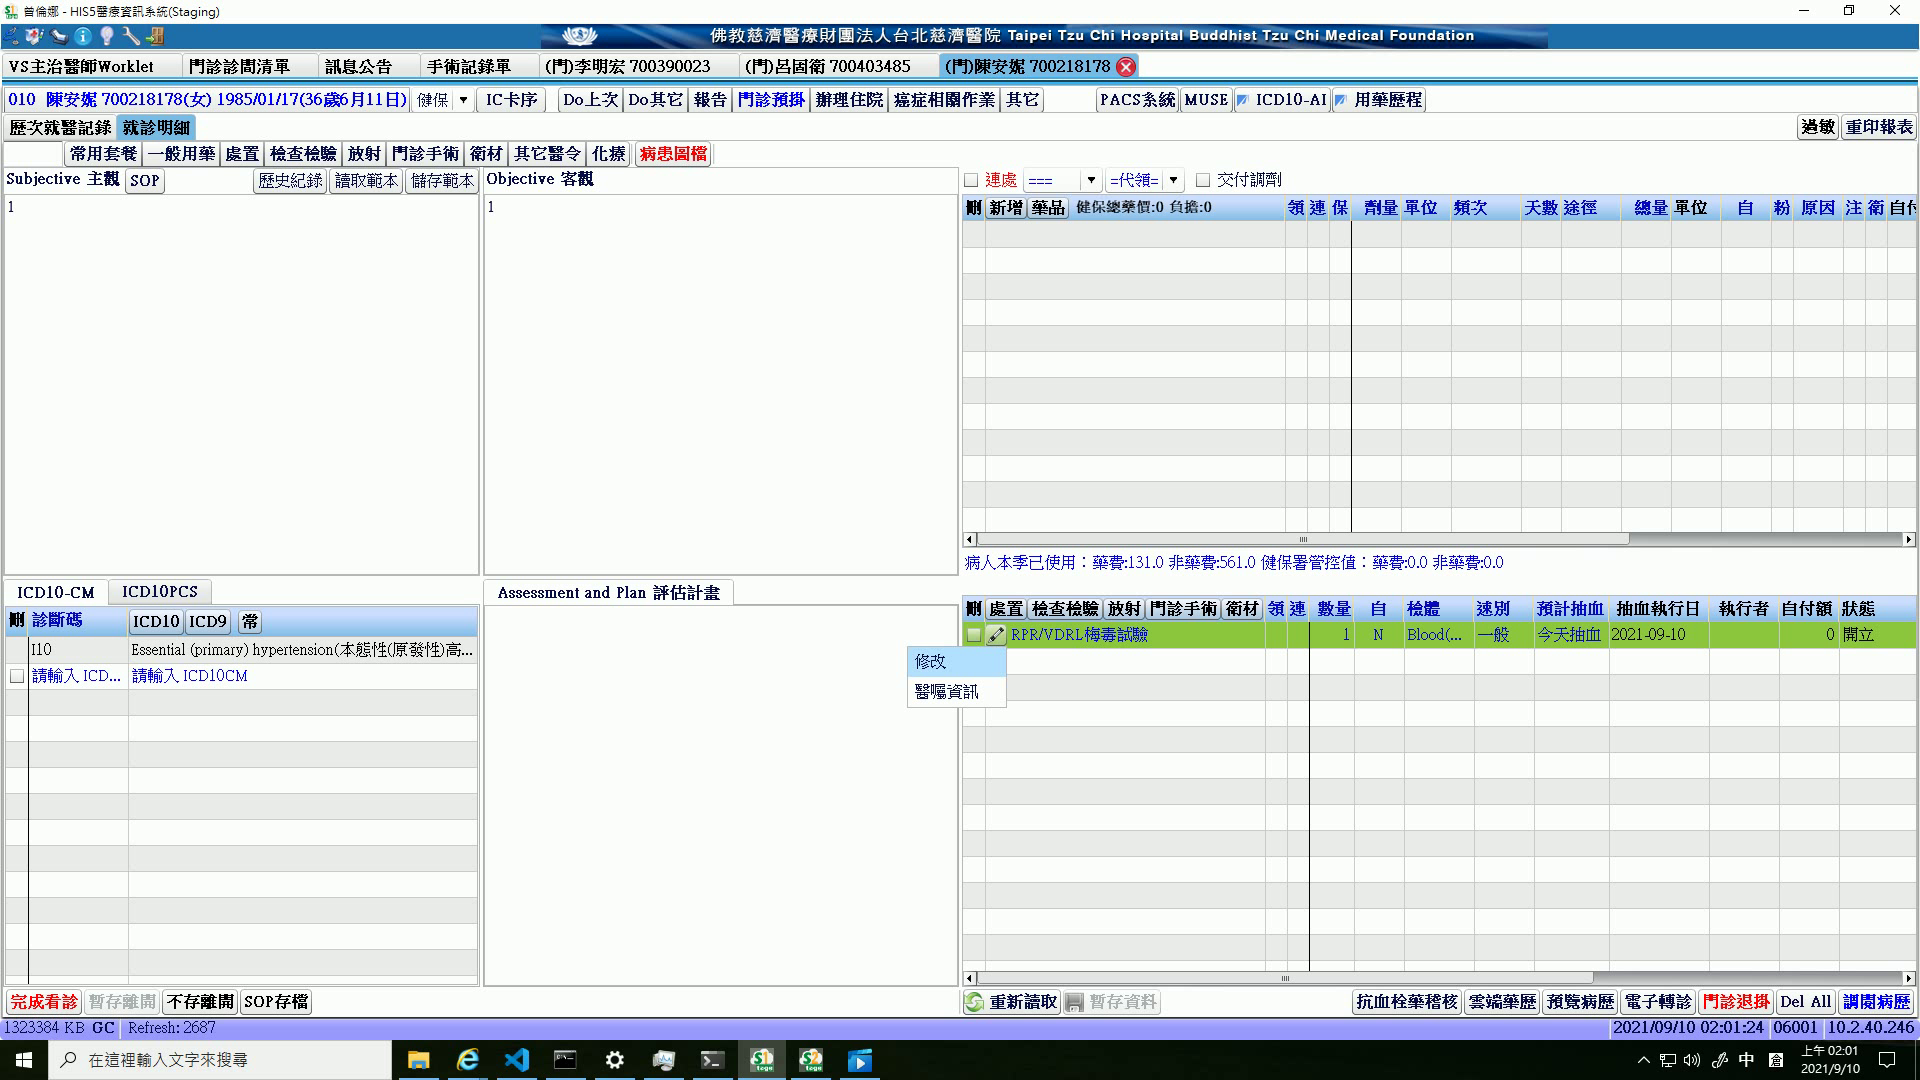 曾倫娜 - HIS5醫療資訊系統(Staging)
佛教慈濟醫療財團法人台北慈濟醫院 Taipei Tzu Chi Hospital Buddhist Tzu Chi Medical Foundation
VS主治醫師Worklet 門診診間清單 訊息公告 手術記錄單 (門)李明宏 700390023 (門)呂固衛 700403485 (門)陳安妮 700218178
010 陳安妮 700218178(女) 1985/01/17(36歲6月11日) 健保 IC卡序 Do上次 Do其它 報告 門診預掛 辦理住院 癌症相關作業 其它 PACS系統 MUSE ICD10-AI 用藥歷程
歷次就醫記錄 就診明細 過敏 重印報表
常用套餐 一般用藥 處置 檢查檢驗 放射 門診手術 衛材 其它醫令 化療 病患圖檔
Subjective 主觀 SOP 歷史紀錄 讀取範本 儲存範本 Objective 客觀 連處 === =代領= 交付調劑
1 1
刪 新增 藥品 健保總藥價:0 負擔:0 領 連 保 劑量 單位 頻次 天數 途徑 總量 單位 自 粉 原因 注 衛 自付
病人本季已使用：藥費:131.0 非藥費:561.0 健保署管控值：藥費:0.0 非藥費:0.0
ICD10-CM ICD10PCS Assessment and Plan 評估計畫
刪 診斷碼 ICD10 ICD9 常
I10 Essential (primary) hypertension(本態性(原發性)高...
請輸入 ICD... 請輸入 ICD10CM
刪 處置 檢查檢驗 放射 門診手術 衛材 領 連 數量 自 檢體 速別 預計抽血 抽血執行日 執行者 自付額 狀態
RPR/VDRL梅毒試驗 1 N Blood(... 一般 今天抽血 2021-09-10 0 開立
修改
醫囑資訊
完成看診 暫存離開 不存離開 SOP存檔 重新讀取 暫存資料 抗血栓藥稽核 雲端藥歷 預覽病歷 電子轉診 門診退掛 Del All 調閱病歷
1323384 KB GC Refresh: 2687 2021/09/10 02:01:24 06001 10.2.40.246
在這裡輸入文字來搜尋 中 上午 02:01
2021/9/10